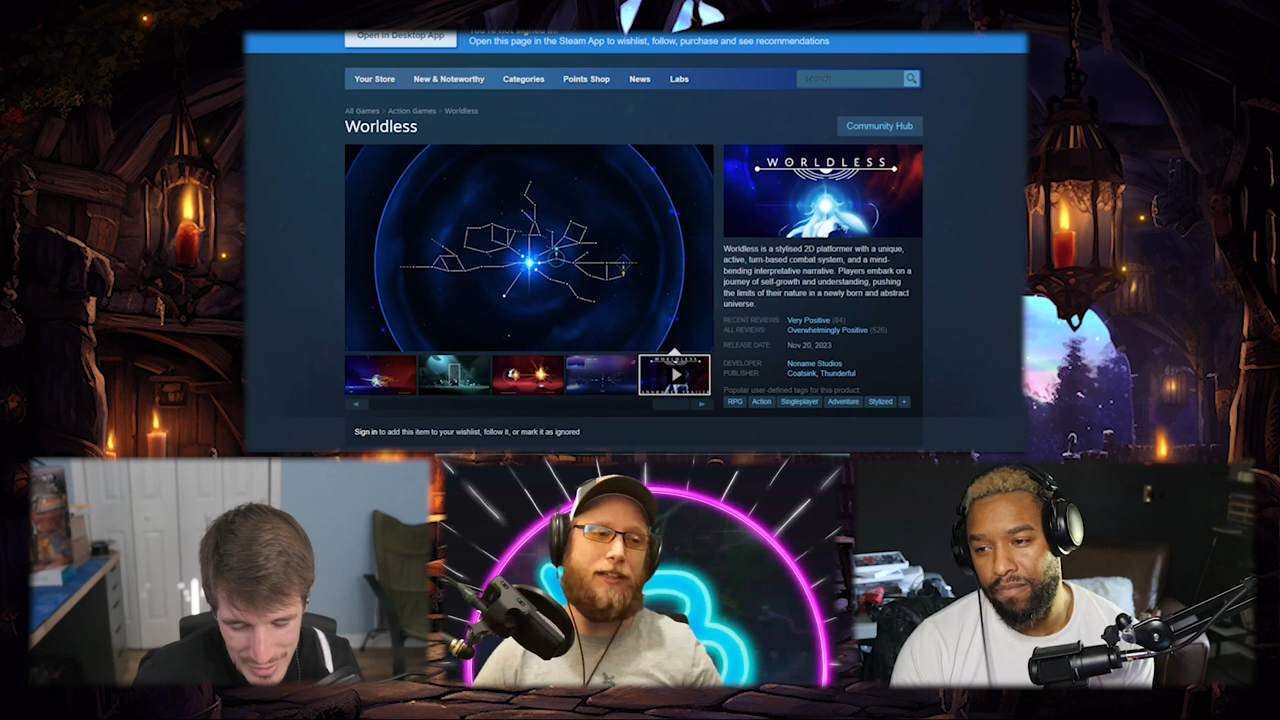 Open in Desktop App
You're not signed in!
Open this page in the Steam App to wishlist, follow, purchase and see recommendations
Your Store New & Noteworthy Categories Points Shop News Labs search
All Games > Action Games > Worldless
Worldless
Community Hub
WORLDLESS
Worldless is a stylised 2D platformer with a unique,
active, turn-based combat system, and a mind-
bending interpretative narrative. Players embark on a
journey of self-growth and understanding, pushing
the limits of their nature in a newly born and abstract
universe.
RECENT REVIEWS: Very Positive (84)
ALL REVIEWS: Overwhelmingly Positive (526)
RELEASE DATE: Nov 20, 2023
DEVELOPER: Noname Studios
PUBLISHER: Coatsink, Thunderful
Popular user-defined tags for this product:
RPG Action Singleplayer Adventure Stylized +
WORLDLESS
Sign in to add this item to your wishlist, follow it, or mark it as ignored